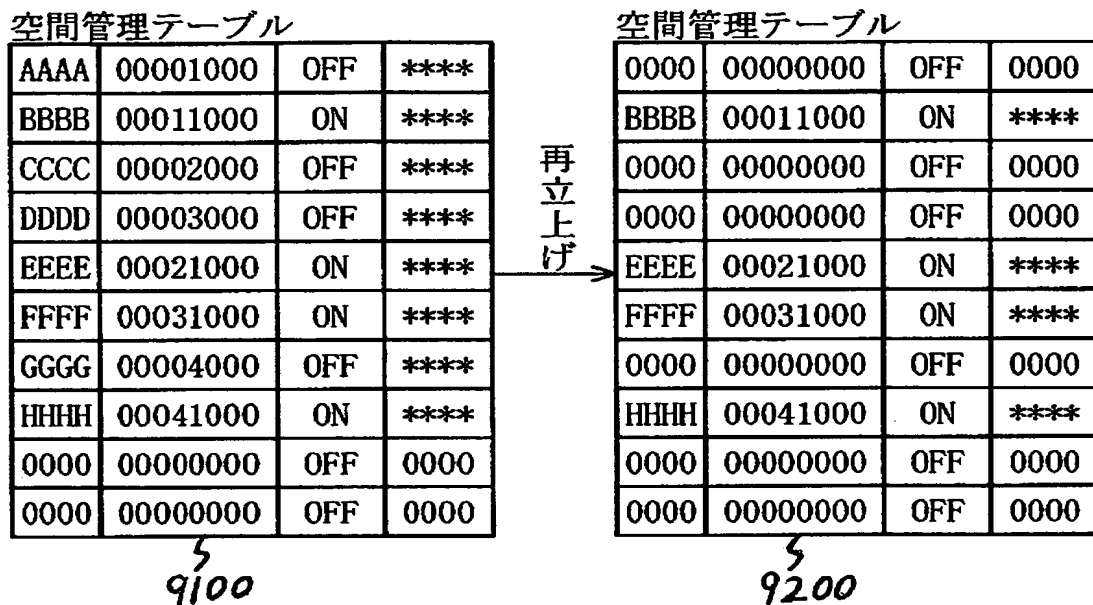 空間管理テーブル
AAAA 00001000 OFF ****
BBBB 00011000 ON ****
CCCC 00002000 OFF ****
DDDD 00003000 OFF ****
EEEE 00021000 ON ****
FFFF 00031000 ON ****
GGGG 00004000 OFF ****
HHHH 00041000 ON ****
0000 00000000 OFF 0000
0000 00000000 OFF 0000
9100
再立上げ
空間管理テーブル
0000 00000000 OFF 0000
BBBB 00011000 ON ****
0000 00000000 OFF 0000
0000 00000000 OFF 0000
EEEE 00021000 ON ****
FFFF 00031000 ON ****
0000 00000000 OFF 0000
HHHH 00041000 ON ****
0000 00000000 OFF 0000
0000 00000000 OFF 0000
9200